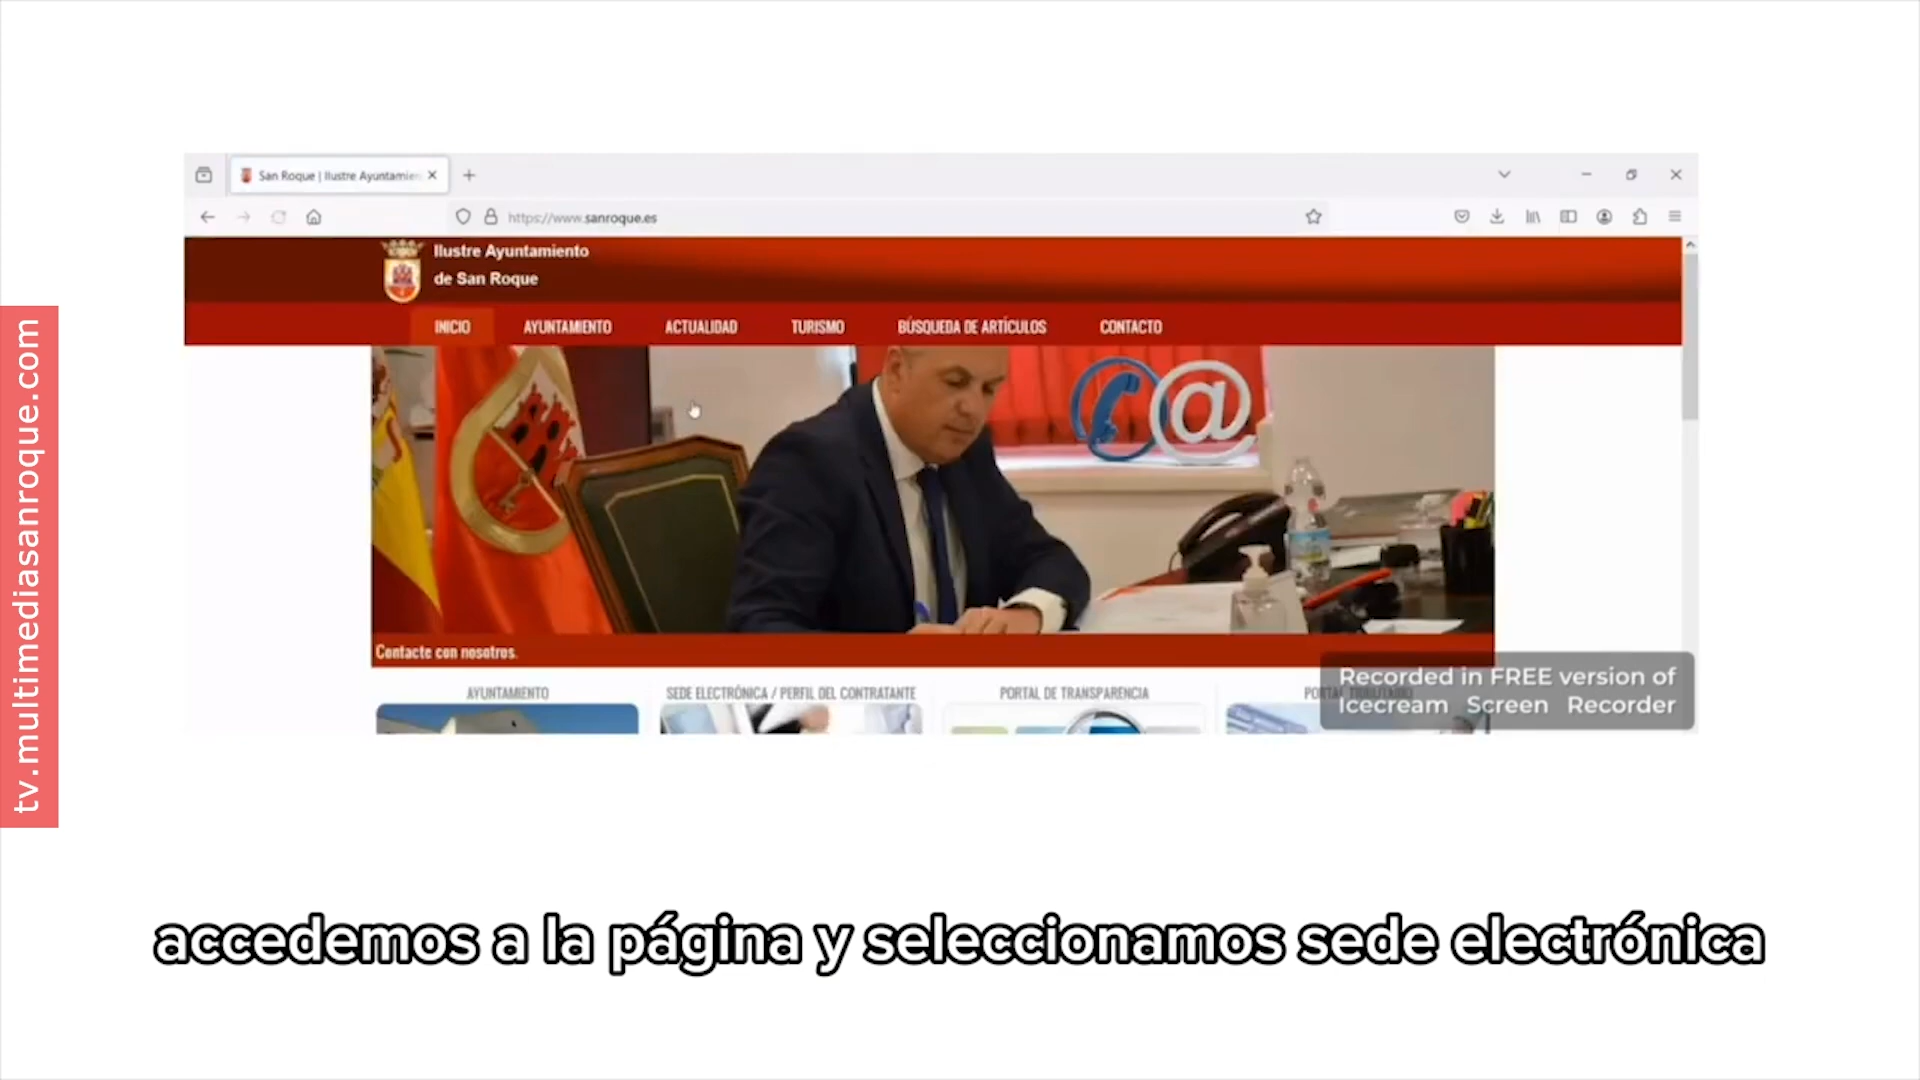 San Roque | Ilustre Ayuntamien
https://www.sanroque.es
Ilustre Ayuntamiento
de San Roque
INICIO
AYUNTAMIENTO
ACTUALIDAD
TURISMO
BÚSQUEDA DE ARTÍCULOS
CONTACTO
@
Contacte con nosotros.
AYUNTAMIENTO
SEDE ELECTRÓNICA / PERFIL DEL CONTRATANTE
PORTAL DE TRANSPARENCIA
PORTAL TRIBUTARIO
Recorded in FREE version of
Icecream Screen Recorder
tv.multimediasanroque.com
accedemos a la página y seleccionamos sede electrónica